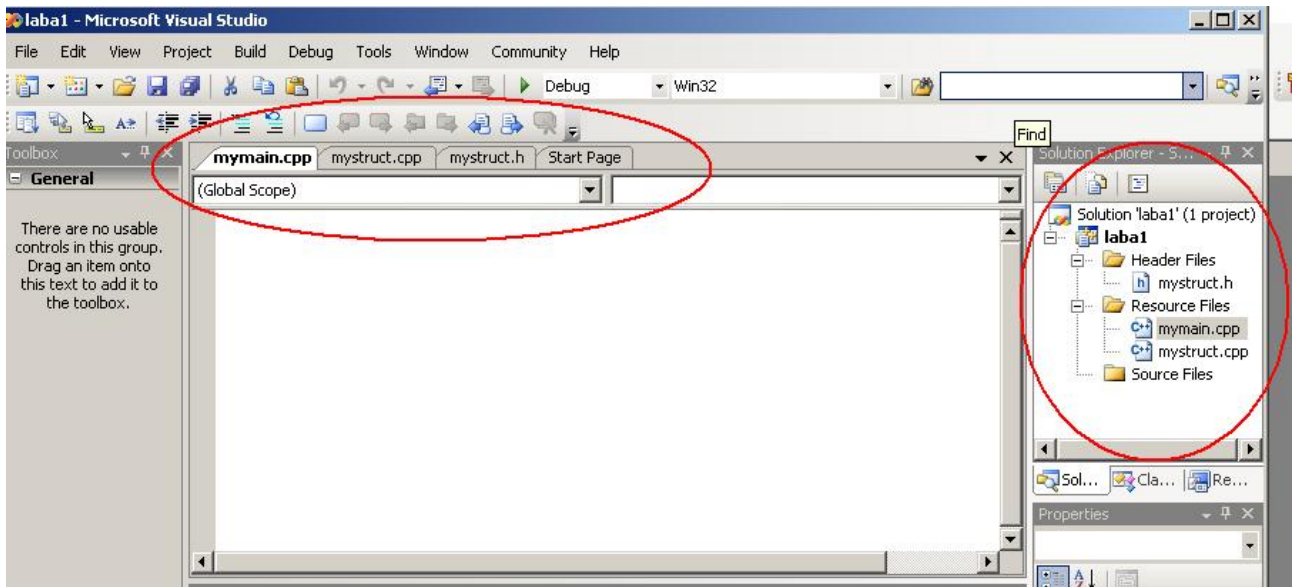 laba1 - Microsoft Visual Studio
File Edit View Project Build Debug Tools Window Community Help
Debug Win32
Find
Toolbox
mymain.cpp mystruct.cpp mystruct.h Start Page
Solution Explorer - S...
General
(Global Scope)
There are no usable
controls in this group.
Drag an item onto
this text to add it to
the toolbox.
Solution 'laba1' (1 project)
laba1
Header Files
mystruct.h
Resource Files
mymain.cpp
mystruct.cpp
Source Files
Sol... Cla... Re...
Properties